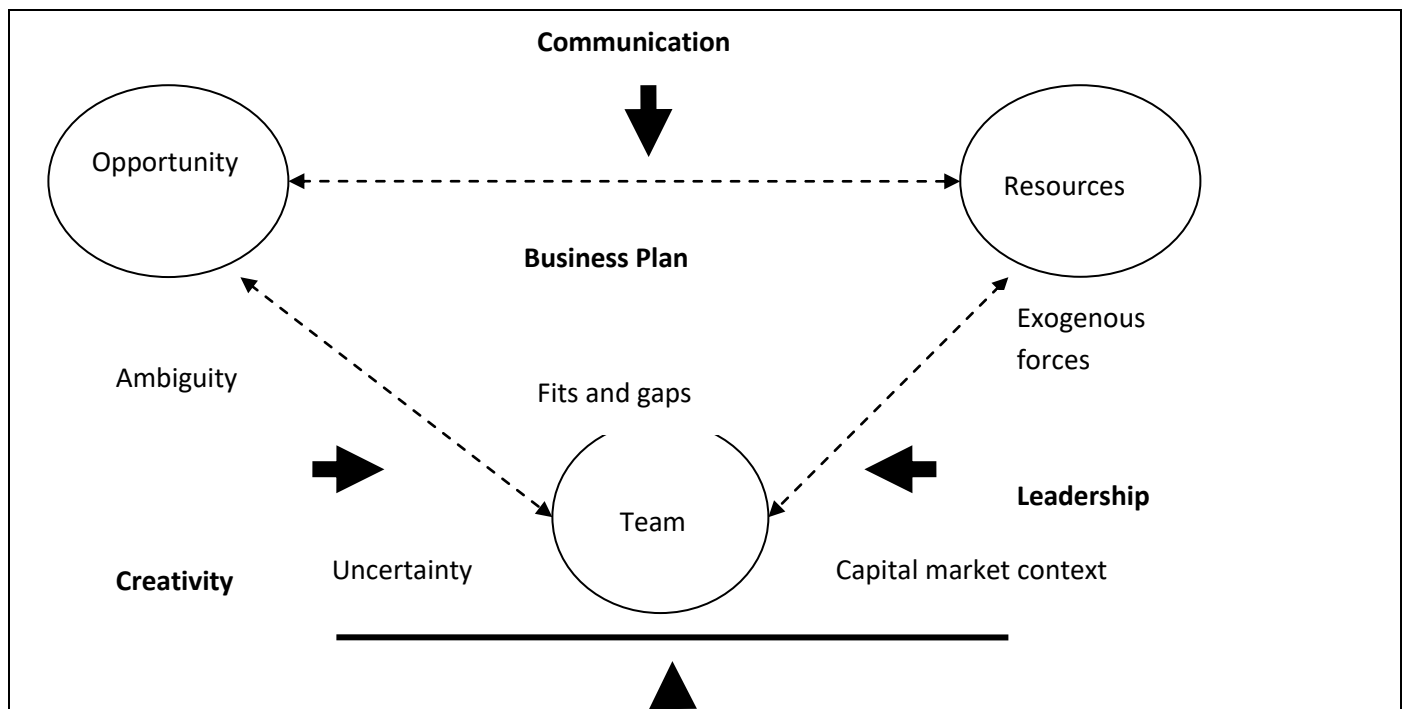 Communication
Opportunity
Resources
Business Plan
Exogenous
forces
Ambiguity
Fits and gaps
Leadership
Team
Uncertainty
Capital market context
Creativity